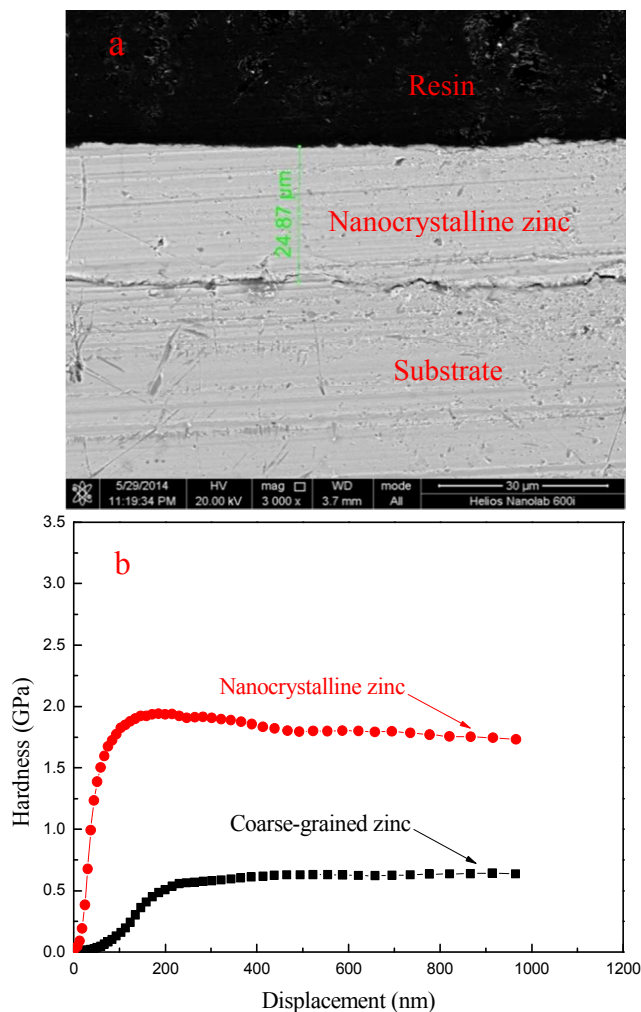 a
Resin
24.87 µm
Nanocrystalline zinc
Substrate
5/29/2014 HV mag WD mode 30 µm
11:19:34 PM 20.00 kV 3 000 x 3.7 mm All Helios Nanolab 600i
b
3.5
3.0
2.5
2.0
1.5
1.0
0.5
0.0
Hardness (GPa)
Nanocrystalline zinc
Coarse-grained zinc
0 200 400 600 800 1000 1200
Displacement (nm)